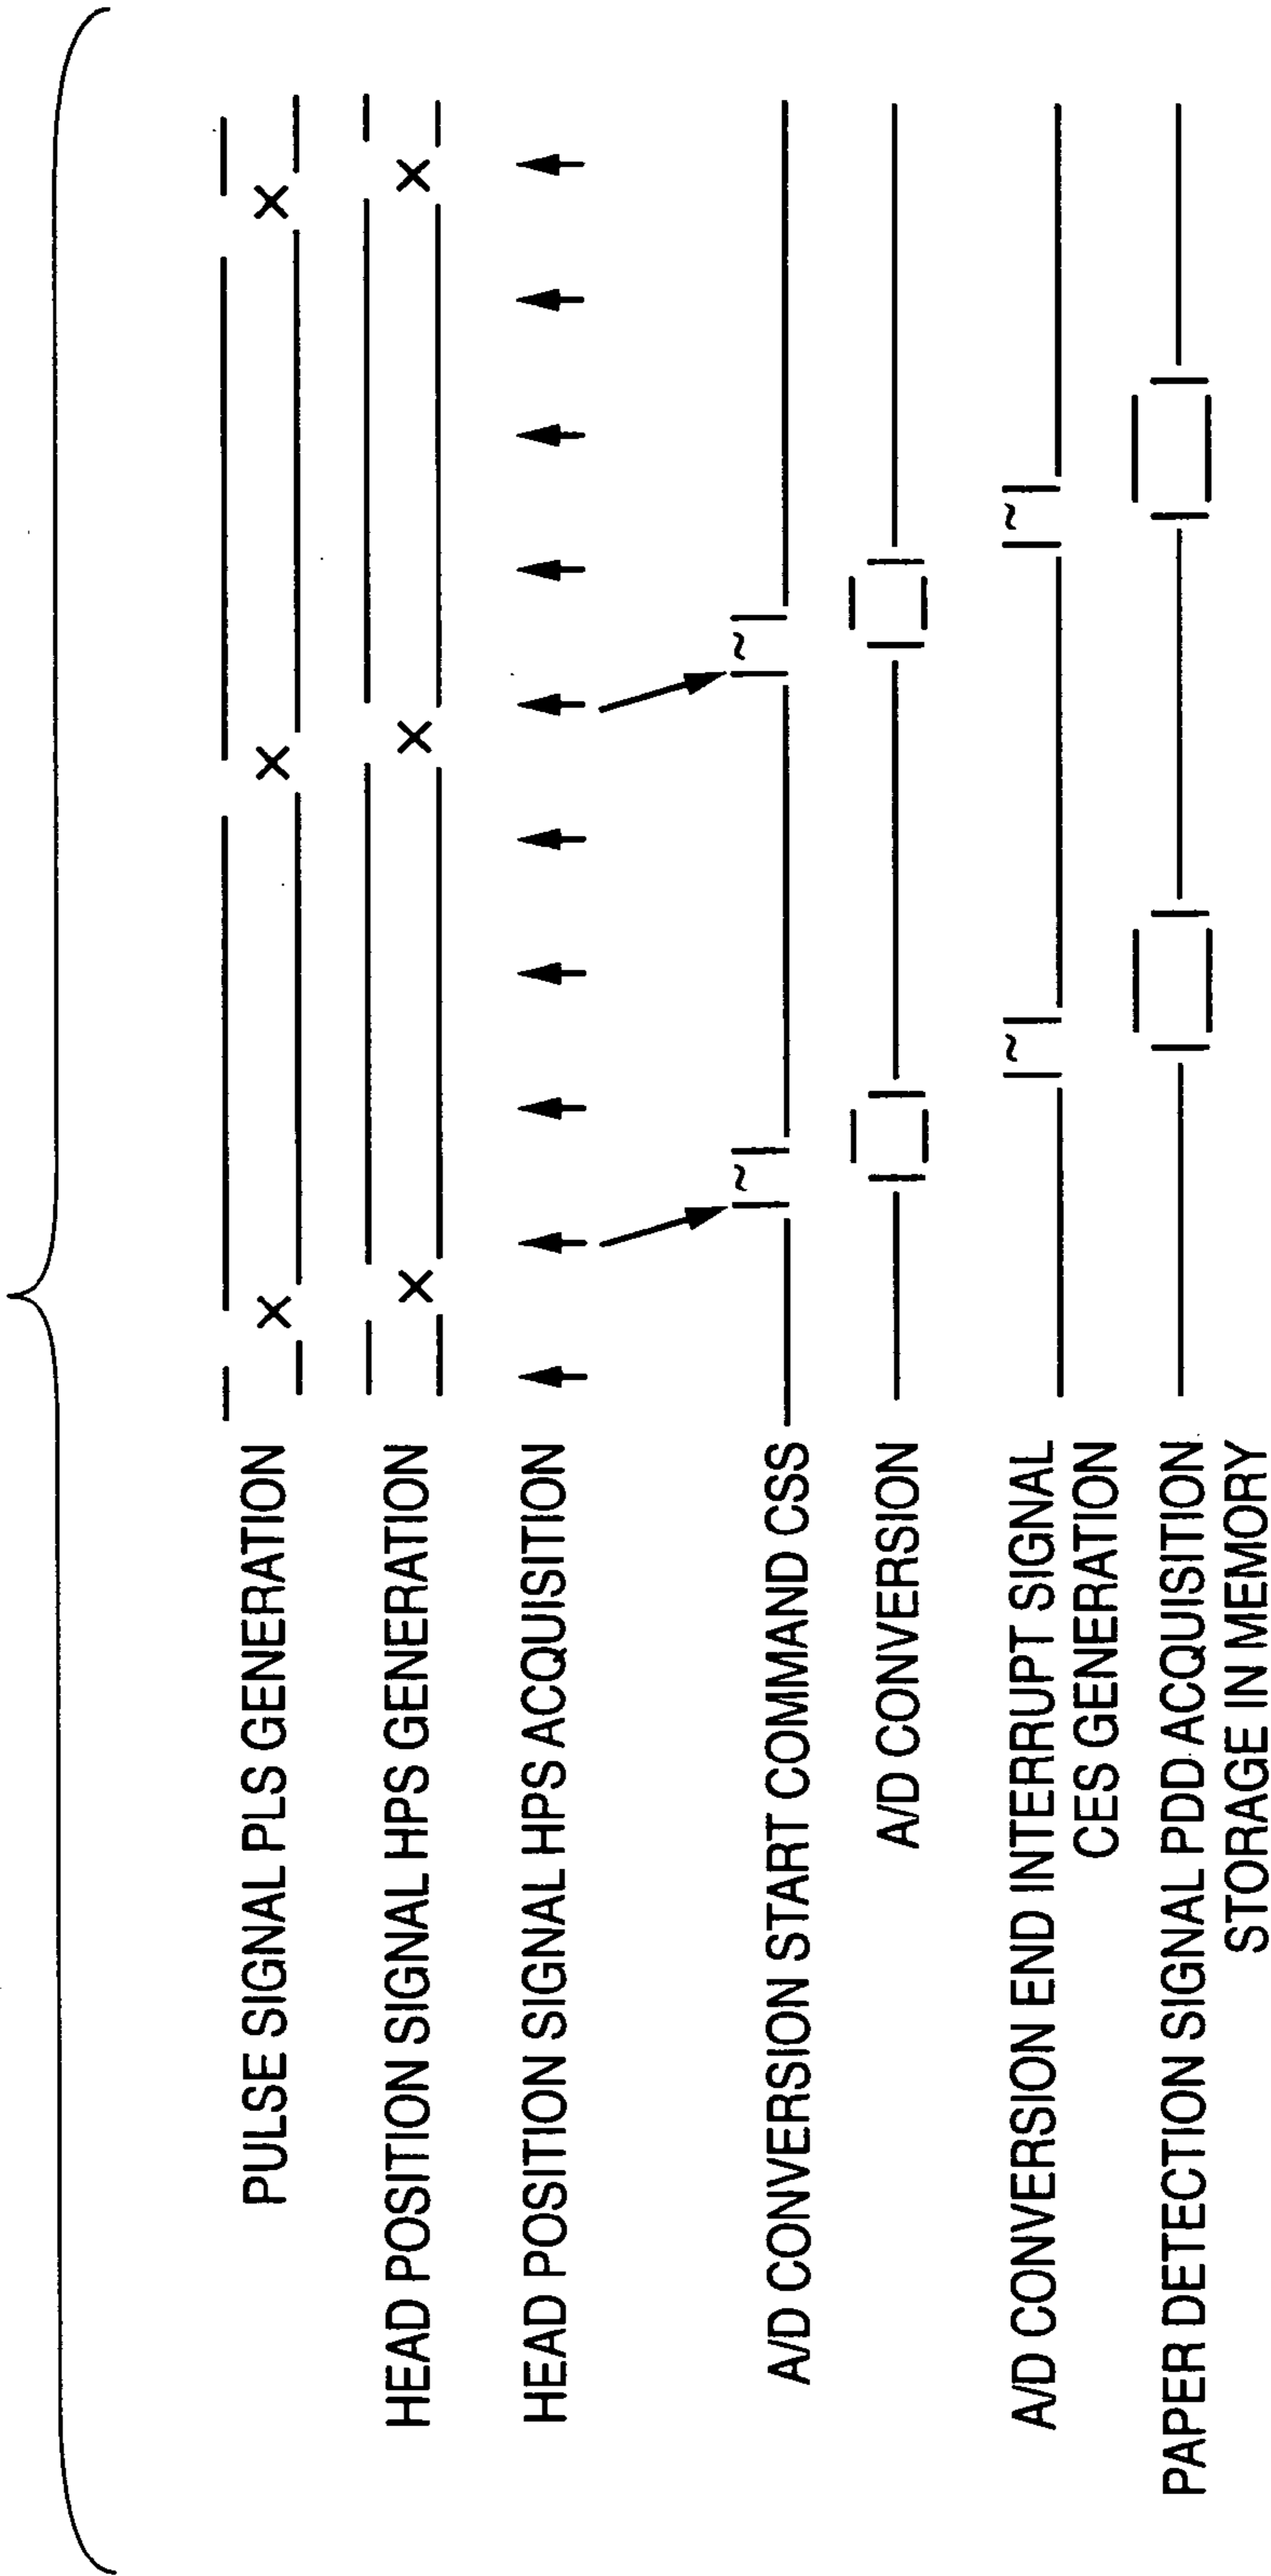 PULSE SIGNAL PLS GENERATION
HEAD POSITION SIGNAL HPS GENERATION
HEAD POSITION SIGNAL HPS ACQUISITION
A/D CONVERSION START COMMAND CSS
A/D CONVERSION
A/D CONVERSION END INTERRUPT SIGNAL
CES GENERATION
PAPER DETECTION SIGNAL PDD ACQUISITION
STORAGE IN MEMORY